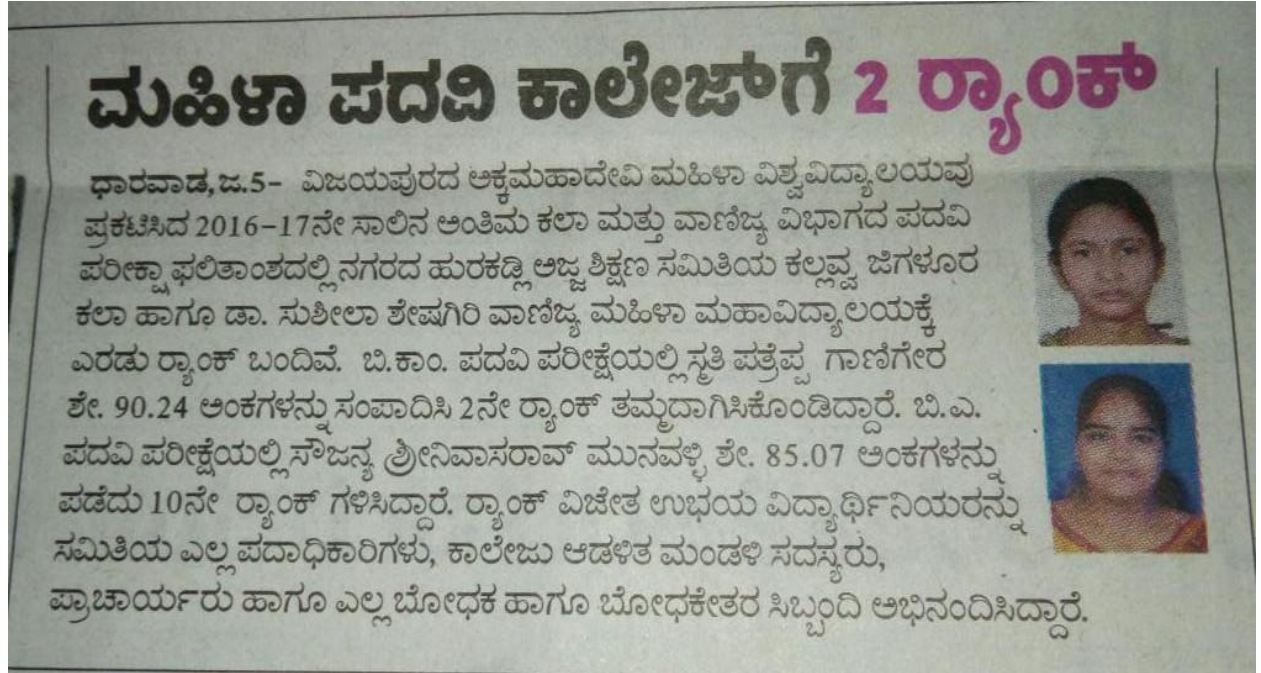 ಮಹಿಳಾ ಪದವಿ ಕಾಲೇಜ್‌ಗೆ 2 ರ‍್ಯಾಂಕ್
ಧಾರವಾಡ,ಜ.5- ವಿಜಯಪುರದ ಅಕ್ಕಮಹಾದೇವಿ ಮಹಿಳಾ ವಿಶ್ವವಿದ್ಯಾಲಯವು
ಪ್ರಕಟಿಸಿದ 2016-17ನೇ ಸಾಲಿನ ಅಂತಿಮ ಕಲಾ ಮತ್ತು ವಾಣಿಜ್ಯ ವಿಭಾಗದ ಪದವಿ
ಪರೀಕ್ಷಾ ಫಲಿತಾಂಶದಲ್ಲಿ ನಗರದ ಹುರಕಡ್ಲಿ ಅಜ್ಜ ಶಿಕ್ಷಣ ಸಮಿತಿಯ ಕಲ್ಲವ್ವ ಜಿಗಳೂರ
ಕಲಾ ಹಾಗೂ ಡಾ. ಸುಶೀಲಾ ಶೇಷಗಿರಿ ವಾಣಿಜ್ಯ ಮಹಿಳಾ ಮಹಾವಿದ್ಯಾಲಯಕ್ಕೆ
ಎರಡು ರ‍್ಯಾಂಕ್ ಬಂದಿವೆ. ಬಿ.ಕಾಂ. ಪದವಿ ಪರೀಕ್ಷೆಯಲ್ಲಿ ಸ್ಮೃತಿ ಪತ್ರೆಪ್ಪ ಗಾಣಿಗೇರ
ಶೇ. 90.24 ಅಂಕಗಳನ್ನು ಸಂಪಾದಿಸಿ 2ನೇ ರ‍್ಯಾಂಕ್ ತಮ್ಮದಾಗಿಸಿಕೊಂಡಿದ್ದಾರೆ. ಬಿ.ಎ.
ಪದವಿ ಪರೀಕ್ಷೆಯಲ್ಲಿ ಸೌಜನ್ಯ ಶ್ರೀನಿವಾಸರಾವ್ ಮುನವಳ್ಳಿ ಶೇ. 85.07 ಅಂಕಗಳನ್ನು
ಪಡೆದು 10ನೇ ರ‍್ಯಾಂಕ್ ಗಳಿಸಿದ್ದಾರೆ. ರ‍್ಯಾಂಕ್ ವಿಜೇತ ಉಭಯ ವಿದ್ಯಾರ್ಥಿನಿಯರನ್ನು
ಸಮಿತಿಯ ಎಲ್ಲ ಪದಾಧಿಕಾರಿಗಳು, ಕಾಲೇಜು ಆಡಳಿತ ಮಂಡಳಿ ಸದಸ್ಯರು,
ಪ್ರಾಚಾರ್ಯರು ಹಾಗೂ ಎಲ್ಲ ಬೋಧಕ ಹಾಗೂ ಬೋಧಕೇತರ ಸಿಬ್ಬಂದಿ ಅಭಿನಂದಿಸಿದ್ದಾರೆ.